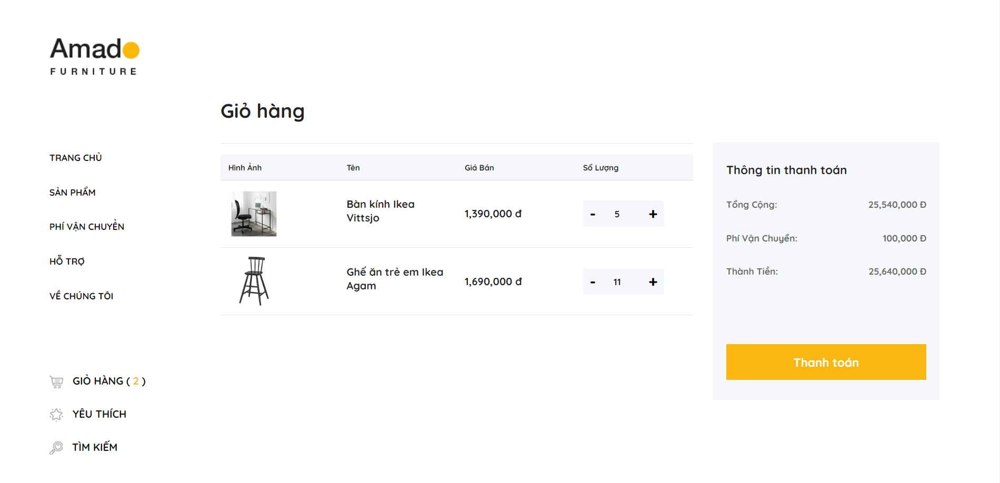 Amado
FURNITURE
Giỏ hàng
TRANG CHỦ
SẢN PHẨM
PHÍ VẬN CHUYỂN
HỖ TRỢ
VỀ CHÚNG TÔI
GIỎ HÀNG ( 2 )
YÊU THÍCH
TÌM KIẾM
Hình Ảnh Tên Giá Bán Số Lượng
Bàn kính Ikea
Vittsjo
1,390,000 đ
- 5 +
Ghế ăn trẻ em Ikea
Agam
1,690,000 đ
- 11 +
Thông tin thanh toán
Tổng Cộng: 25,540,000 Đ
Phí Vận Chuyển: 100,000 Đ
Thành Tiền: 25,640,000 Đ
Thanh toán